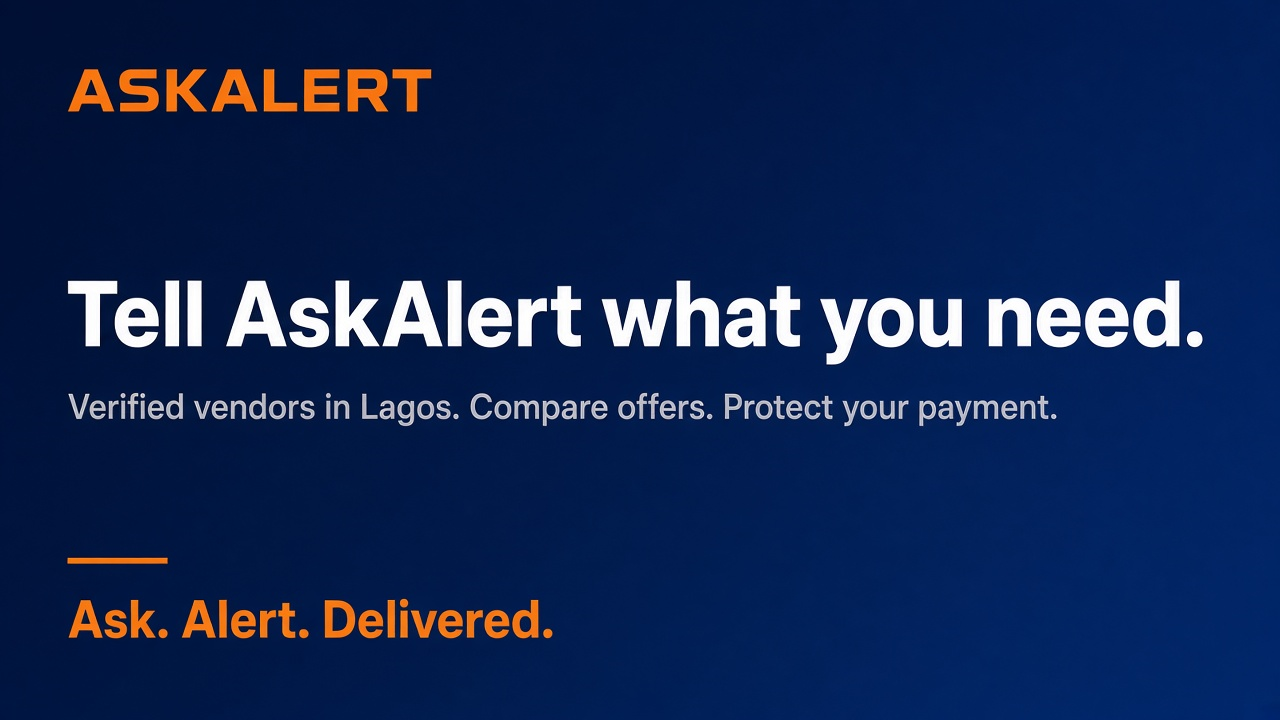 ASKALERT
Tell AskAlert what you need.
Verified vendors in Lagos. Compare offers. Protect your payment.
Ask. Alert. Delivered.